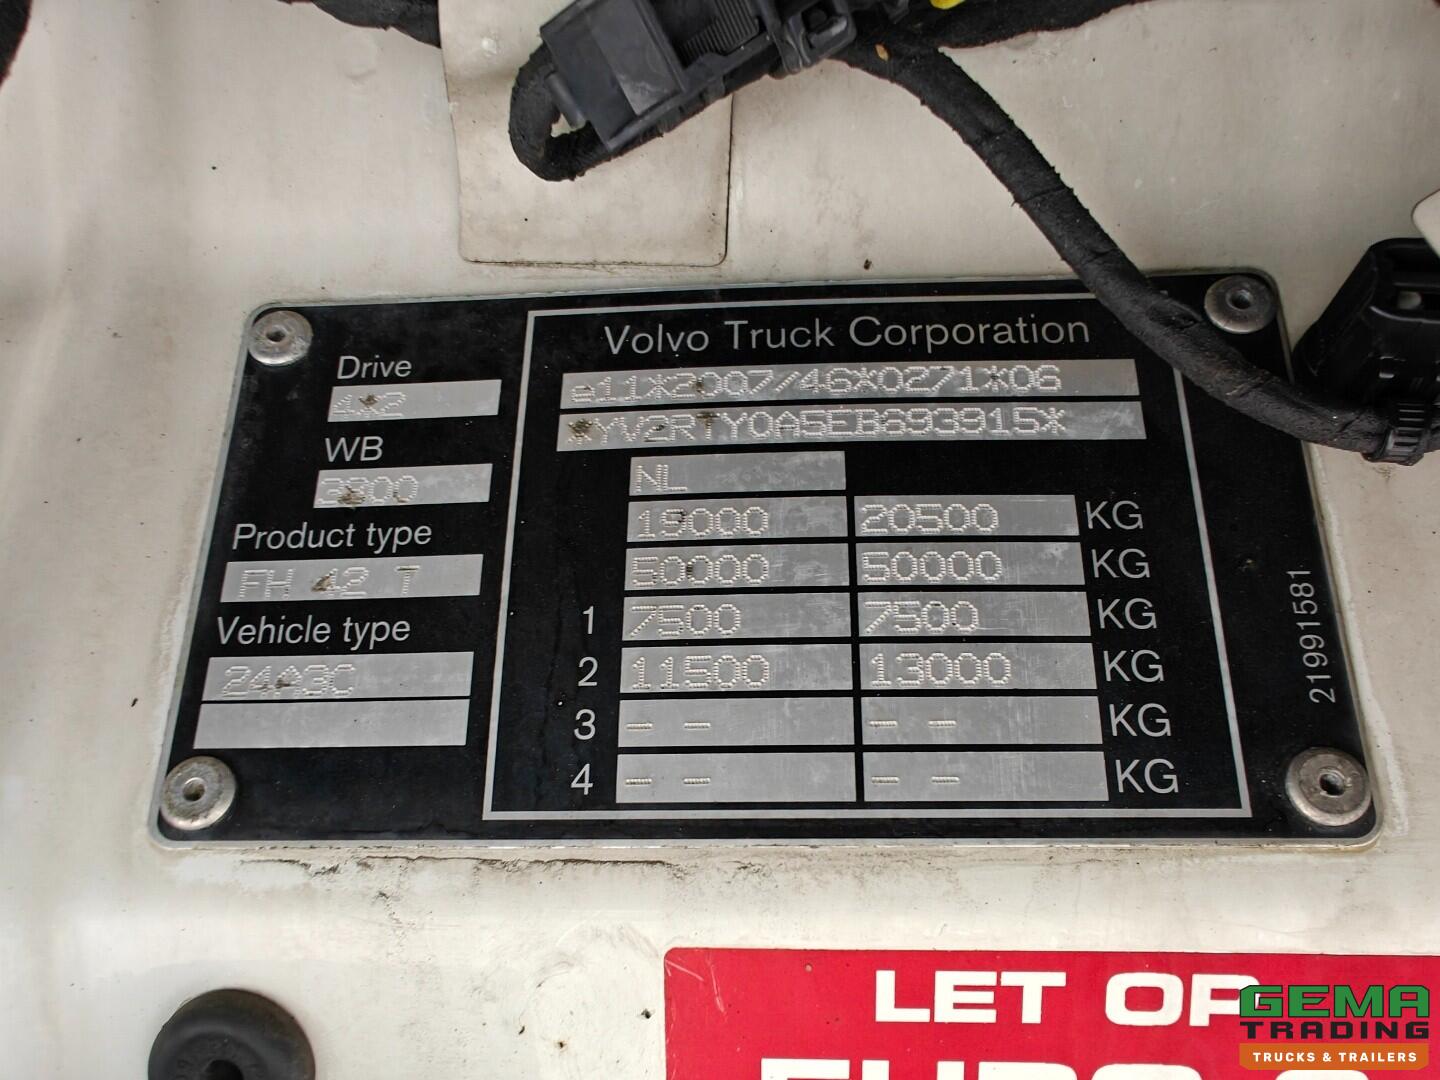 Volvo Truck Corporation
Drive
4x2
WB
3800
Product type
FH 42 T
Vehicle type
24A3C
e11*2007/46*0271*06
*YV2RTY0A5EB693915*
NL
19000 20500 KG
50000 50000 KG
1 7500 7500 KG
2 11500 13000 KG
3 - - - - KG
4 - - - - KG
21991581
LET OP
GEMA
TRADING
TRUCKS & TRAILERS